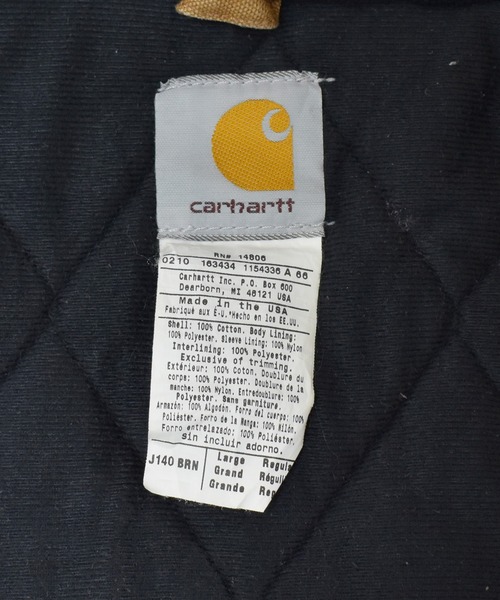 carhartt
RN# 14806
0210 163434 1154336 A 66
Carhartt Inc. P.O. Box 600
Dearborn, MI 48121 USA
Made in the USA
Fabriqué aux É-U. Hecho en los EE.UU.
Shell: 100% Cotton. Body Lining:
100% Polyester. Sleeve Lining: 100% Nylon
Interlining: 100% Polyester.
Exclusive of trimming.
Extérieur: 100% Coton. Doublure du
corps: 100% Polyester. Doublure de la
manche: 100% Nylon. Entredoublure: 100%
Polyester. Sans garniture.
Armazón: 100% Algodón. Forro del cuerpo: 100%
Poliéster. Forro de la Manga: 100% Nilón.
Forro entrelazado: 100% Poliéster.
sin incluir adorno.
J140 BRN
Large Regul
Grand Régul
Grande Reg